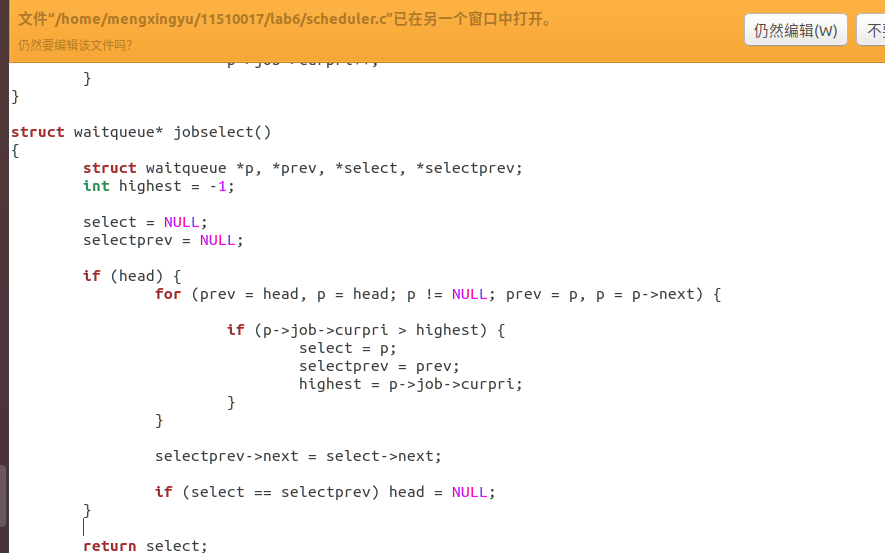 文件“/home/mengxingyu/11510017/lab6/scheduler.c”已在另一个窗口中打开。
仍然要编辑该文件吗?
仍然编辑(W)
}
}
struct waitqueue* jobselect()
{
struct waitqueue *p, *prev, *select, *selectprev;
int highest = -1;
select = NULL;
selectprev = NULL;
if (head) {
for (prev = head, p = head; p != NULL; prev = p, p = p->next) {
if (p->job->curpri > highest) {
select = p;
selectprev = prev;
highest = p->job->curpri;
}
}
selectprev->next = select->next;
if (select == selectprev) head = NULL;
}
return select;